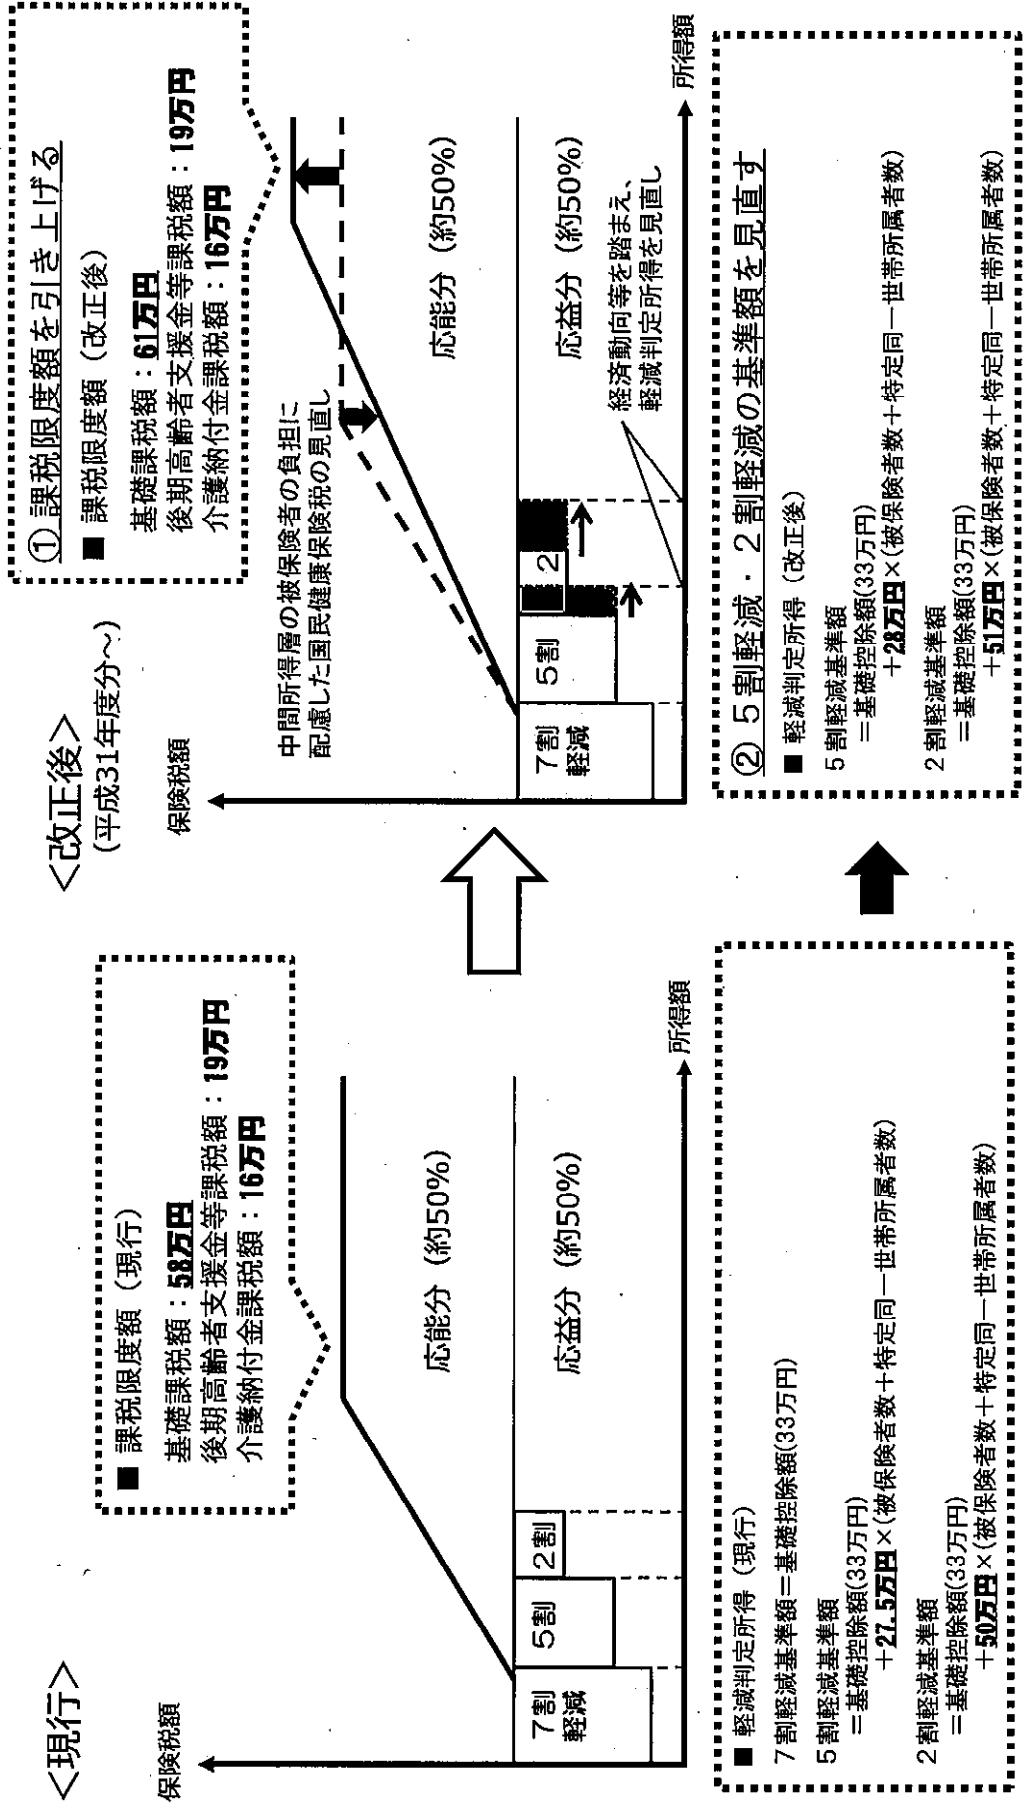 <現行>
保険税額
■ 課税限度額（現行）
基礎課税額：58万円
後期高齢者支援金等課税額：19万円
介護納付金課税額：16万円
応能分（約50%）
応益分（約50%）
7割
軽減
5割
2割
所得額
■ 軽減判定所得（現行）
7割軽減基準額＝基礎控除額(33万円)
5割軽減基準額
＝基礎控除額(33万円)
＋27.5万円×(被保険者数＋特定同一世帯所属者数)
2割軽減基準額
＝基礎控除額(33万円)
＋50万円×(被保険者数＋特定同一世帯所属者数)
<改正後>
(平成31年度分～)
保険税額
①課税限度額を引き上げる
■ 課税限度額（改正後）
基礎課税額：61万円
後期高齢者支援金等課税額：19万円
介護納付金課税額：16万円
中間所得層の被保険者の負担に
配慮した国民健康保険税の見直し
応能分（約50%）
応益分（約50%）
7割
軽減
5割
2
経済動向等を踏まえ、
軽減判定所得を見直し
所得額
②５割軽減・２割軽減の基準額を見直す
■ 軽減判定所得（改正後）
5割軽減基準額
＝基礎控除額(33万円)
＋28万円×(被保険者数＋特定同一世帯所属者数)
2割軽減基準額
＝基礎控除額(33万円)
＋51万円×(被保険者数＋特定同一世帯所属者数)